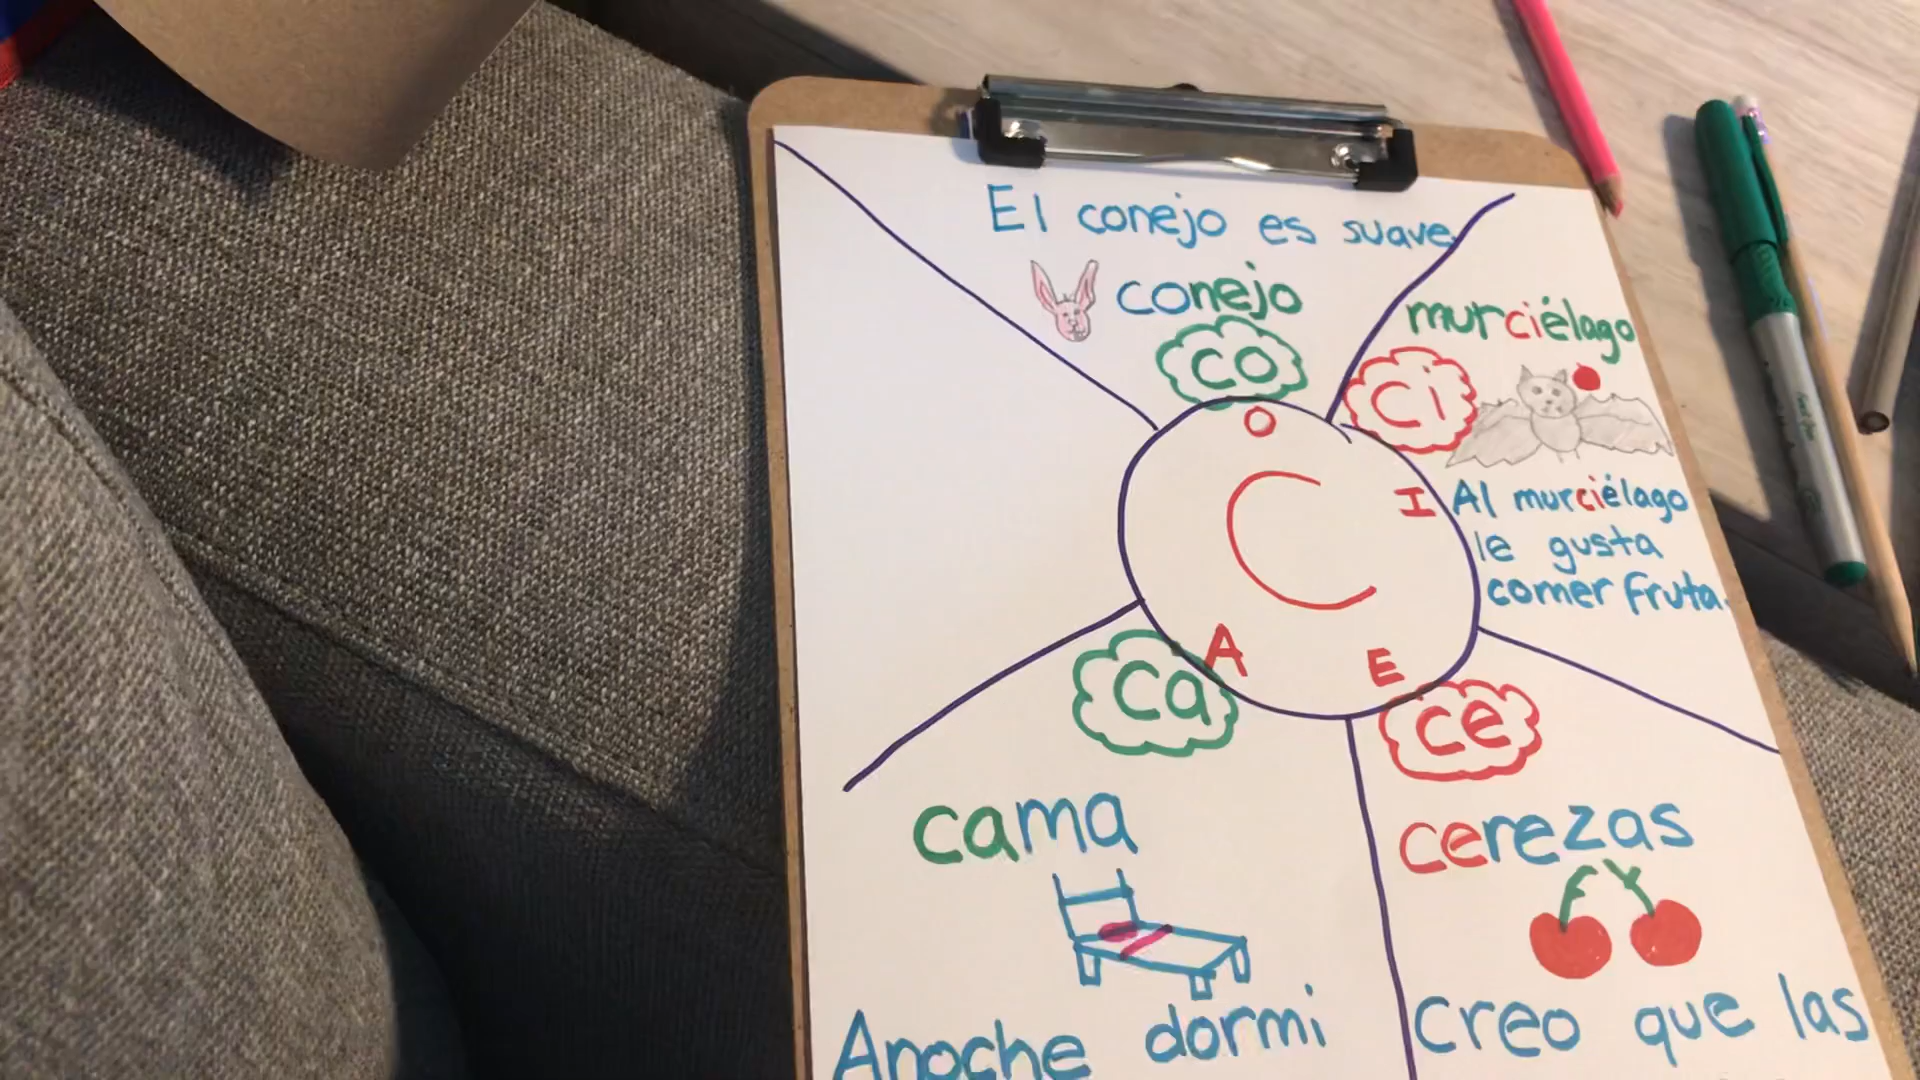 El conejo es suave.
conejo
co
murciélago
ci
Al murciélago
le gusta
comer fruta.
O
I
C
A
E
ca
cama
Anoche dormi
ce
cerezas
Creo que las